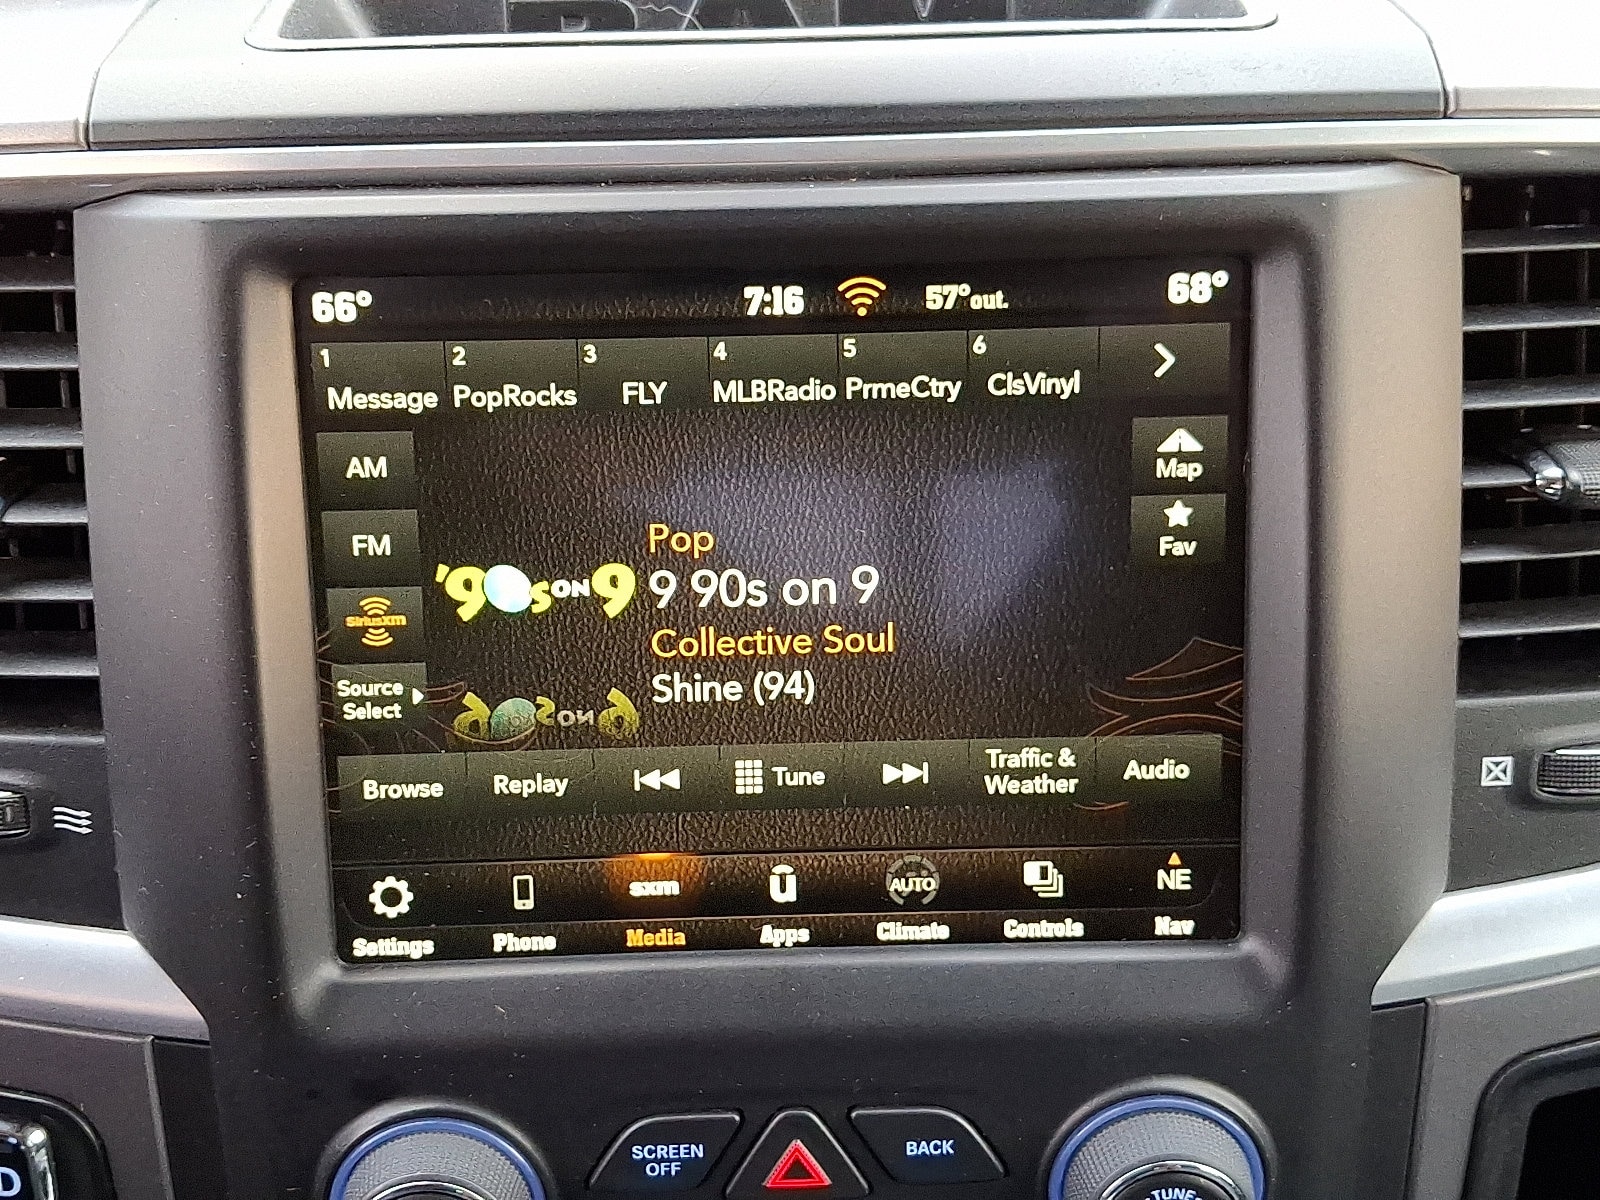 RAM
66° 7:16 57°out. 68°
1 Message 2 PopRocks 3 FLY 4 MLBRadio 5 PrmeCtry 6 ClsVinyl
AM
Map
FM
Fav
Pop
'90s ON 9
9 90s on 9
SiriusXM
Collective Soul
Source
Select
Shine (94)
Browse Replay Tune Traffic &
Weather Audio
sxm
ū
AUTO
NE
Settings Phone Media Apps Climate Controls Nav
SCREEN
OFF
BACK
TUNE
D